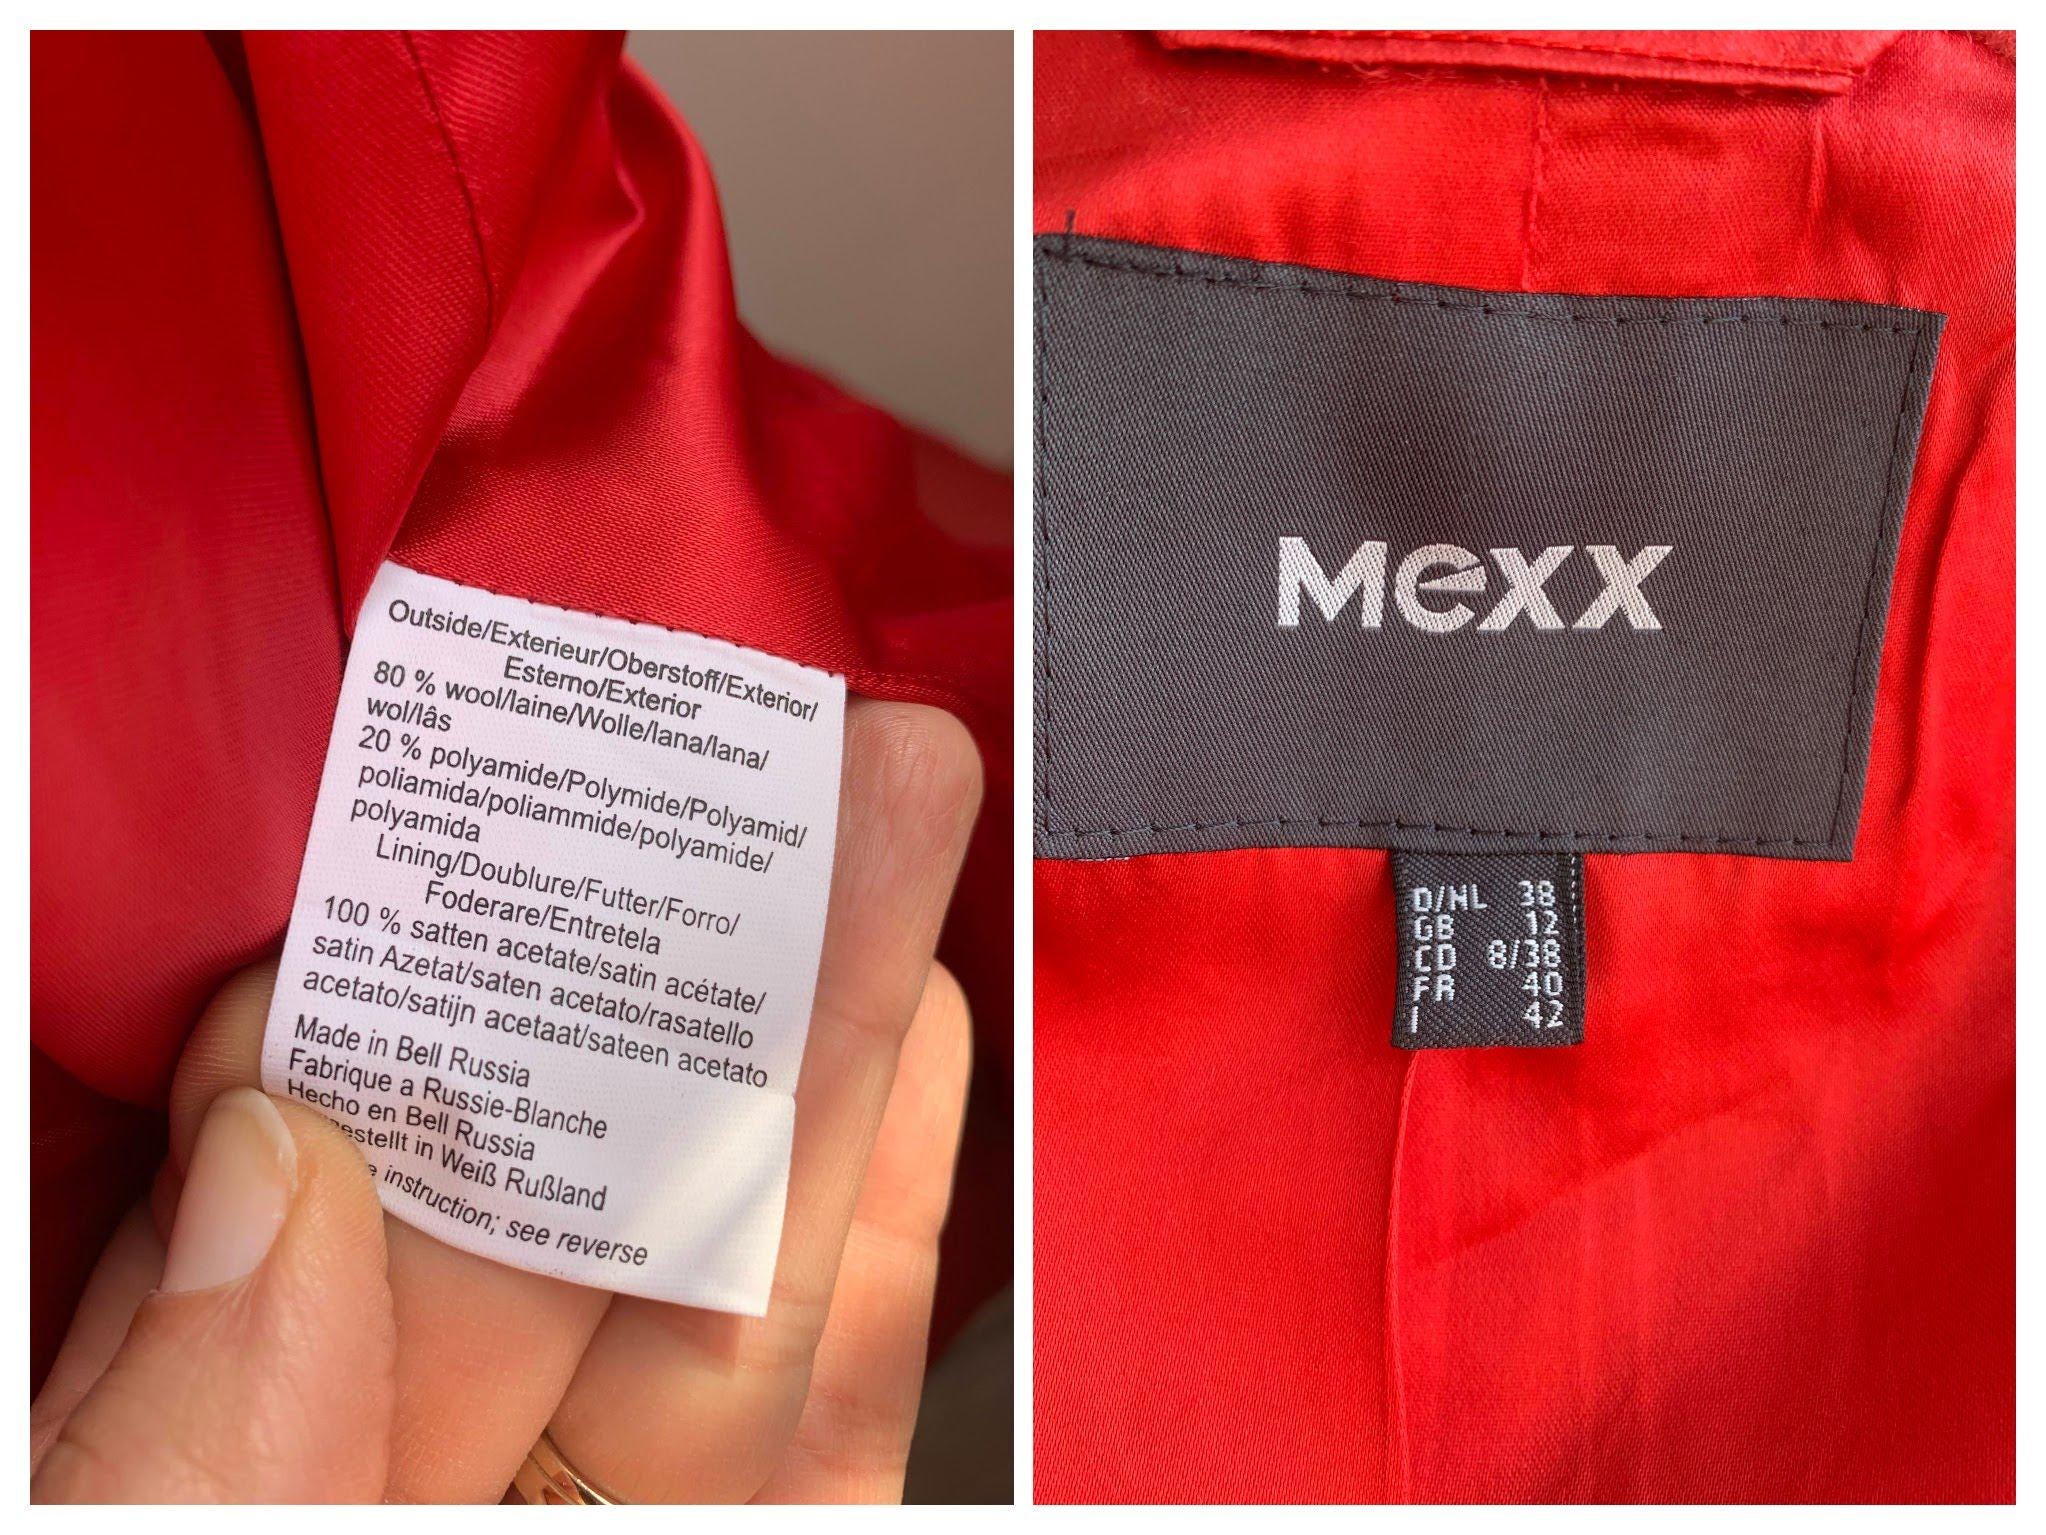 Outside/Exterieur/Oberstoff/Exterior/
Esterno/Exterior
80 % wool/laine/Wolle/lana/lana/
wol/lâs
20 % polyamide/Polymide/Polyamid/
poliamida/poliammide/polyamide/
polyamida
Lining/Doublure/Futter/Forro/
Foderare/Entretela
100 % satten acetate/satin acétate/
satin Azetat/saten acetato/rasatello
acetato/satijn acetaat/sateen acetato
Made in Bell Russia
Fabrique a Russie-Blanche
Hecho en Bell Russia
in Weiß Rußland
instruction; see reverse
Mexx
D/NL 38
GB 12
CD 8/38
FR 40
I 42